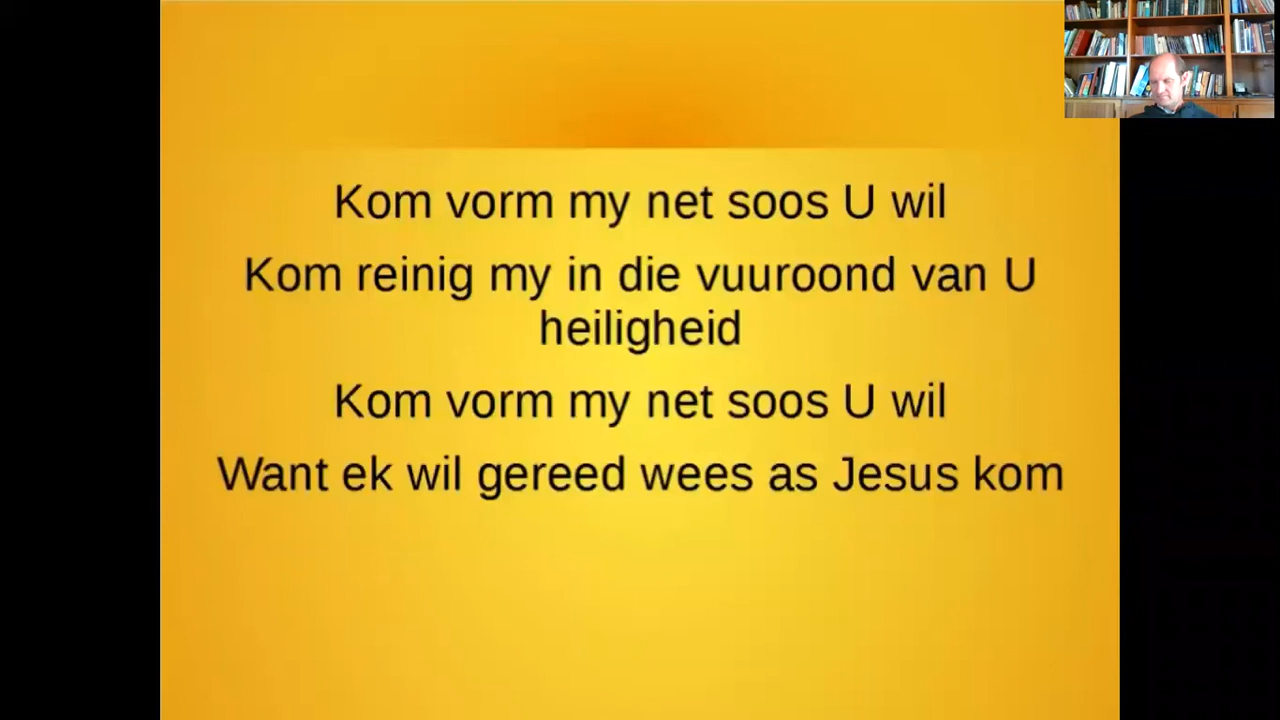 Kom vorm my net soos U wil
Kom reinig my in die vuuroond van U
heiligheid
Kom vorm my net soos U wil
Want ek wil gereed wees as Jesus kom